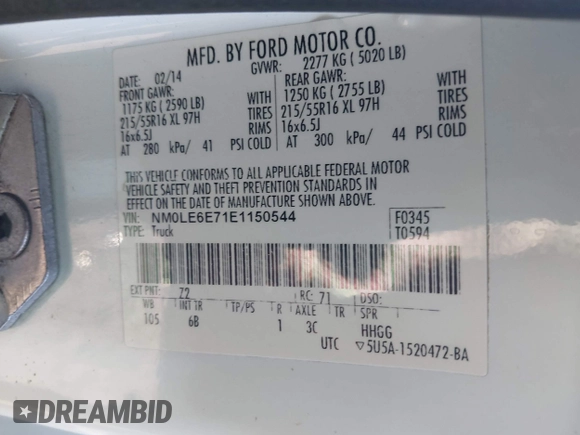 MFD. BY FORD MOTOR CO.
DATE: 02/14 GVWR: 2277 KG ( 5020 LB)
FRONT GAWR: REAR GAWR:
1175 KG ( 2590 LB) WITH 1250 KG ( 2755 LB) WITH
215/55R16 XL 97H TIRES 215/55R16 XL 97H TIRES
16x6.5J RIMS 16x6.5J RIMS
AT 280 kPa/ 41 PSI COLD AT 300 kPa/ 44 PSI COLD
THIS VEHICLE CONFORMS TO ALL APPLICABLE FEDERAL MOTOR
VEHICLE SAFETY AND THEFT PREVENTION STANDARDS IN
EFFECT ON THE DATE OF MANUFACTURE SHOWN ABOVE.
VIN: NM0LE6E71E1150544 F0345
TYPE: Truck T0594
EXT PNT: 72 RC: 71 DSO:
WB INT TR TP/PS R AXLE TR SPR
105 6B 1 3C HHGG
UTC ▽5U5A-1520472-BA
DREAMBID